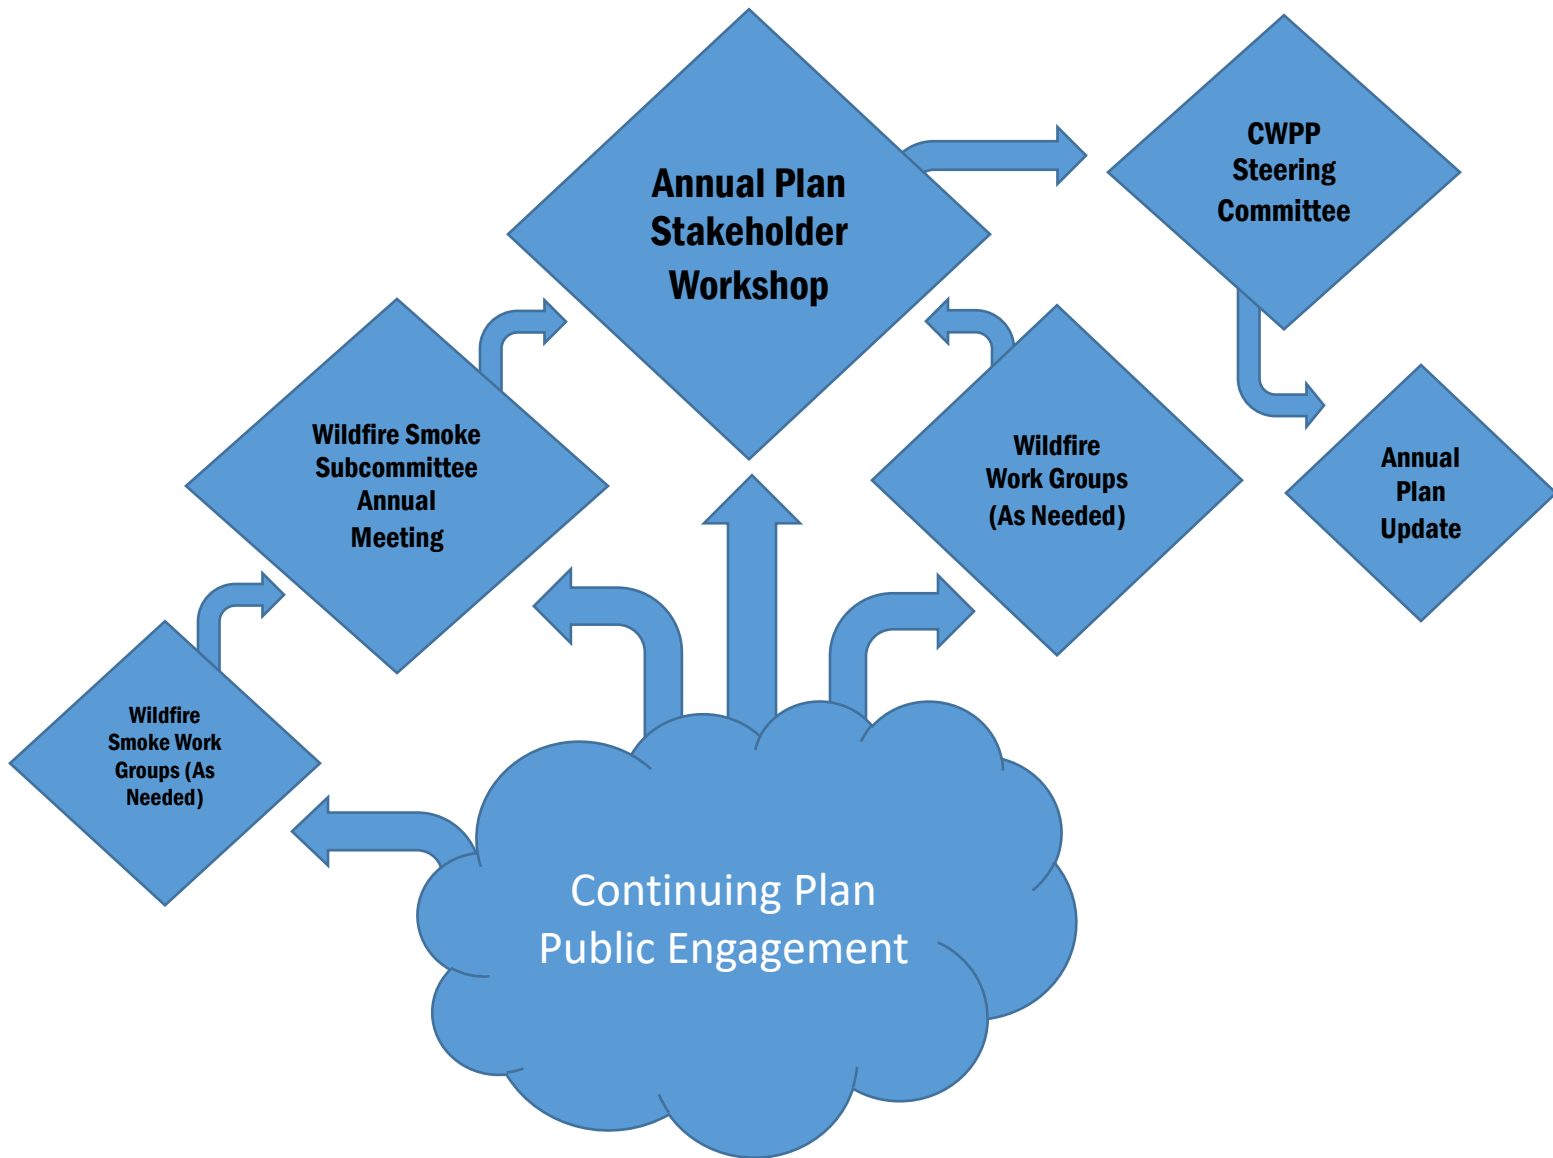 Annual Plan
Stakeholder
Workshop
CWPP
Steering
Committee
Wildfire Smoke
Subcommittee
Annual
Meeting
Wildfire
Work Groups
(As Needed)
Annual
Plan
Update
Wildfire
Smoke Work
Groups (As
Needed)
Continuing Plan
Public Engagement